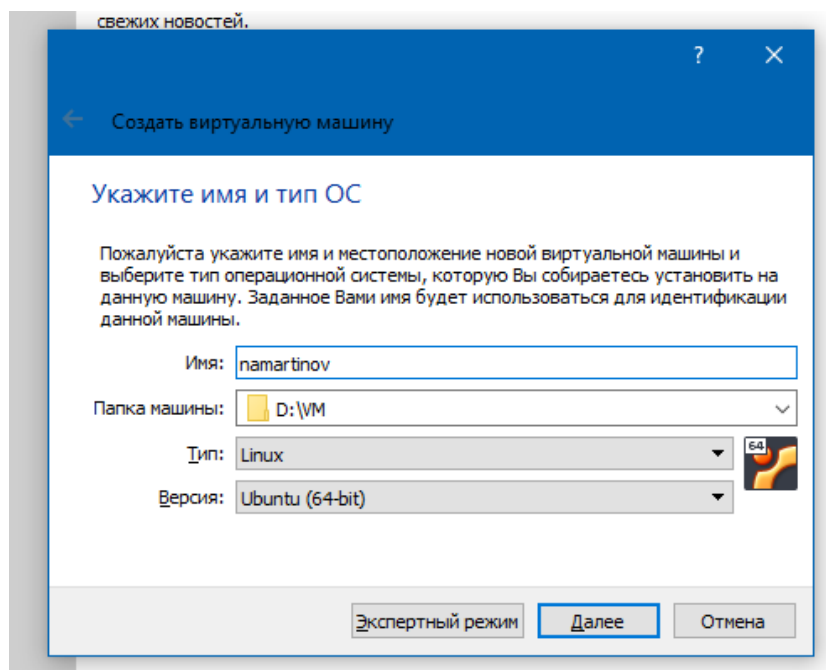 свежих новостей.
?
Создать виртуальную машину
Укажите имя и тип ОС
Пожалуйста укажите имя и местоположение новой виртуальной машины и
выберите тип операционной системы, которую Вы собираетесь установить на
данную машину. Заданное Вами имя будет использоваться для идентификации
данной машины.
Имя: namartinov
Папка машины: D:\VM
Тип: Linux
64
Версия: Ubuntu (64-bit)
Экспертный режим Далее Отмена